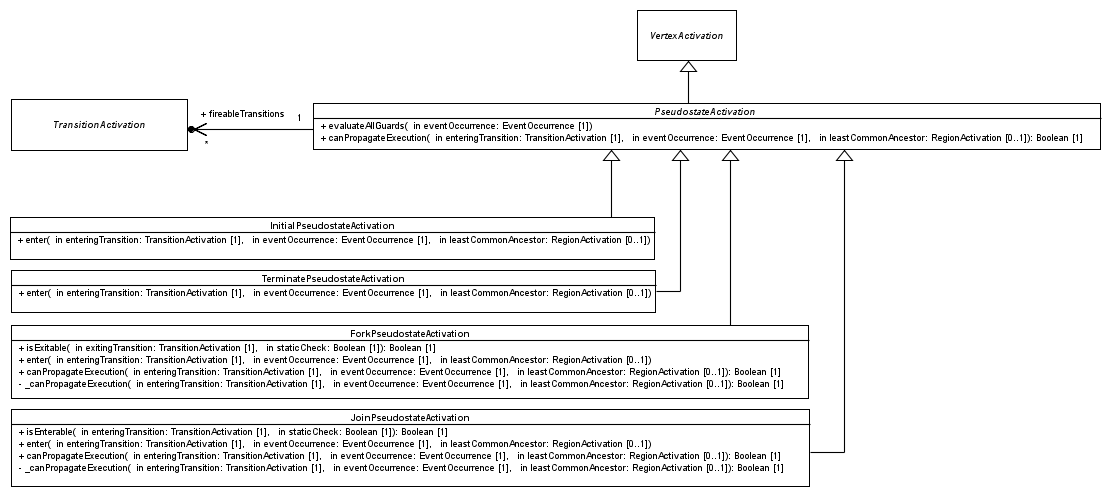 VertexActivation
TransitionActivation
+ fireableTransitions
1
*
PseudostateActivation
+ evaluateAllGuards( in eventOccurrence: EventOccurrence [1])
+ canPropagateExecution( in enteringTransition: TransitionActivation [1], in eventOccurrence: EventOccurrence [1], in leastCommonAncestor: RegionActivation [0..1]): Boolean [1]
InitialPseudostateActivation
+ enter( in enteringTransition: TransitionActivation [1], in eventOccurrence: EventOccurrence [1], in leastCommonAncestor: RegionActivation [0..1])
TerminatePseudostateActivation
+ enter( in enteringTransition: TransitionActivation [1], in eventOccurrence: EventOccurrence [1], in leastCommonAncestor: RegionActivation [0..1])
ForkPseudostateActivation
+ isExitable( in exitingTransition: TransitionActivation [1], in staticCheck: Boolean [1]): Boolean [1]
+ enter( in enteringTransition: TransitionActivation [1], in eventOccurrence: EventOccurrence [1], in leastCommonAncestor: RegionActivation [0..1])
+ canPropagateExecution( in enteringTransition: TransitionActivation [1], in eventOccurrence: EventOccurrence [1], in leastCommonAncestor: RegionActivation [0..1]): Boolean [1]
- _canPropagateExecution( in enteringTransition: TransitionActivation [1], in eventOccurrence: EventOccurrence [1], in leastCommonAncestor: RegionActivation [0..1]): Boolean [1]
JoinPseudostateActivation
+ isEnterable( in enteringTransition: TransitionActivation [1], in staticCheck: Boolean [1]): Boolean [1]
+ enter( in enteringTransition: TransitionActivation [1], in eventOccurrence: EventOccurrence [1], in leastCommonAncestor: RegionActivation [0..1])
+ canPropagateExecution( in enteringTransition: TransitionActivation [1], in eventOccurrence: EventOccurrence [1], in leastCommonAncestor: RegionActivation [0..1]): Boolean [1]
- _canPropagateExecution( in enteringTransition: TransitionActivation [1], in eventOccurrence: EventOccurrence [1], in leastCommonAncestor: RegionActivation [0..1]): Boolean [1]